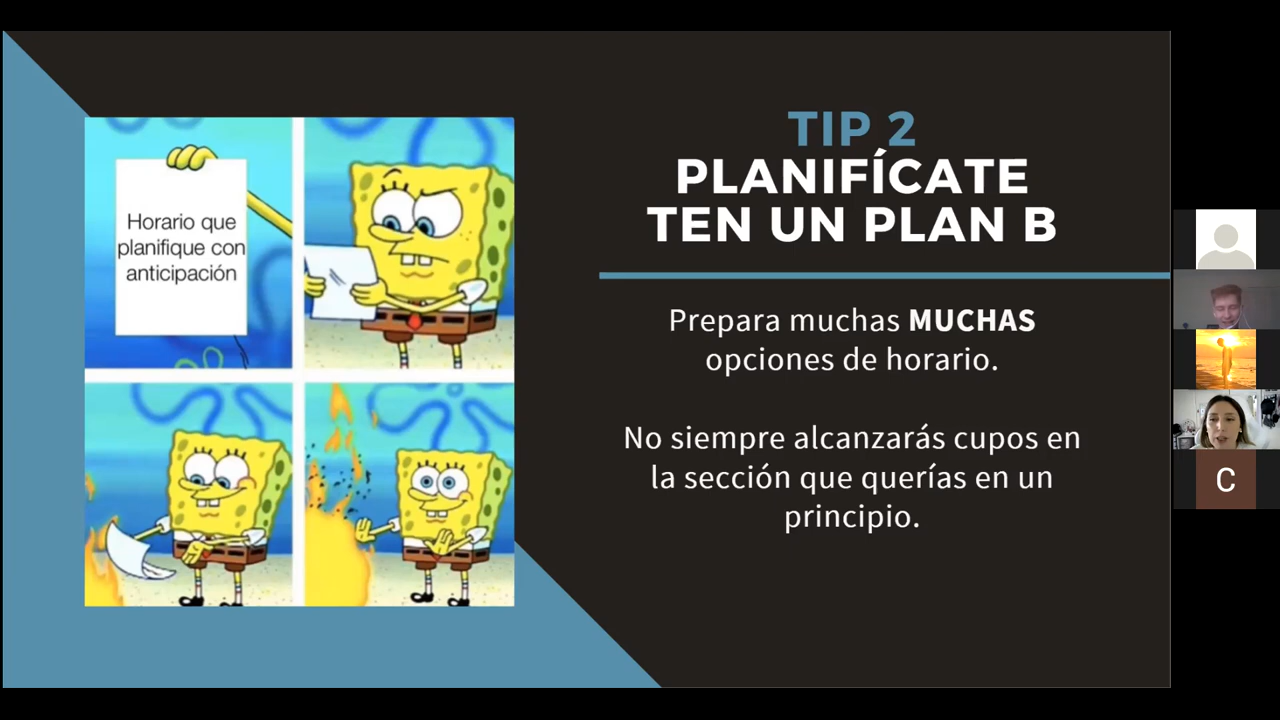 Horario que
planifique con
anticipación
TIP 2
PLANIFÍCATE
TEN UN PLAN B
Prepara muchas MUCHAS
opciones de horario.
No siempre alcanzarás cupos en
la sección que querías en un
principio.
C